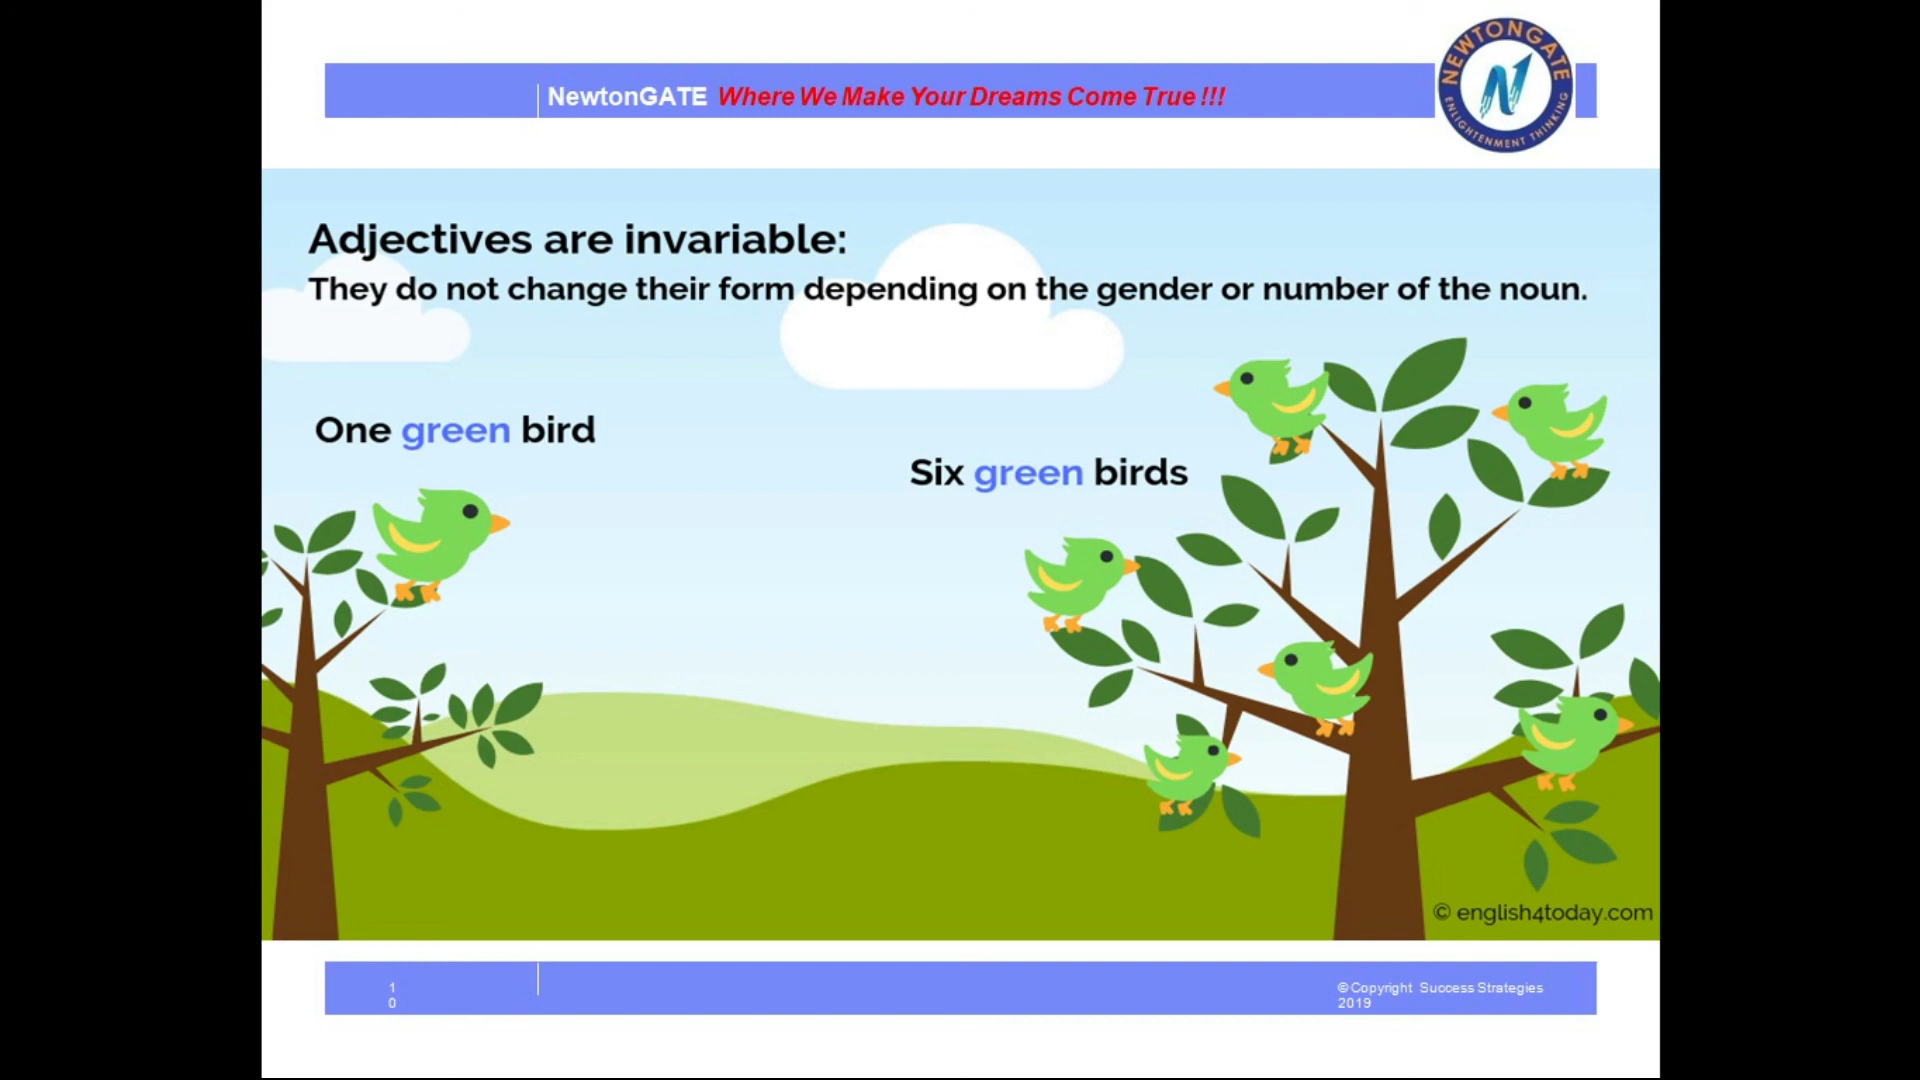 NewtonGATE Where We Make Your Dreams Come True !!!
NEWTONGATE
ENLIGHTENMENT THINKING
Adjectives are invariable:
They do not change their form depending on the gender or number of the noun.
One green bird
Six green birds
© english4today.com
1
0
©Copyright Success Strategies
2019